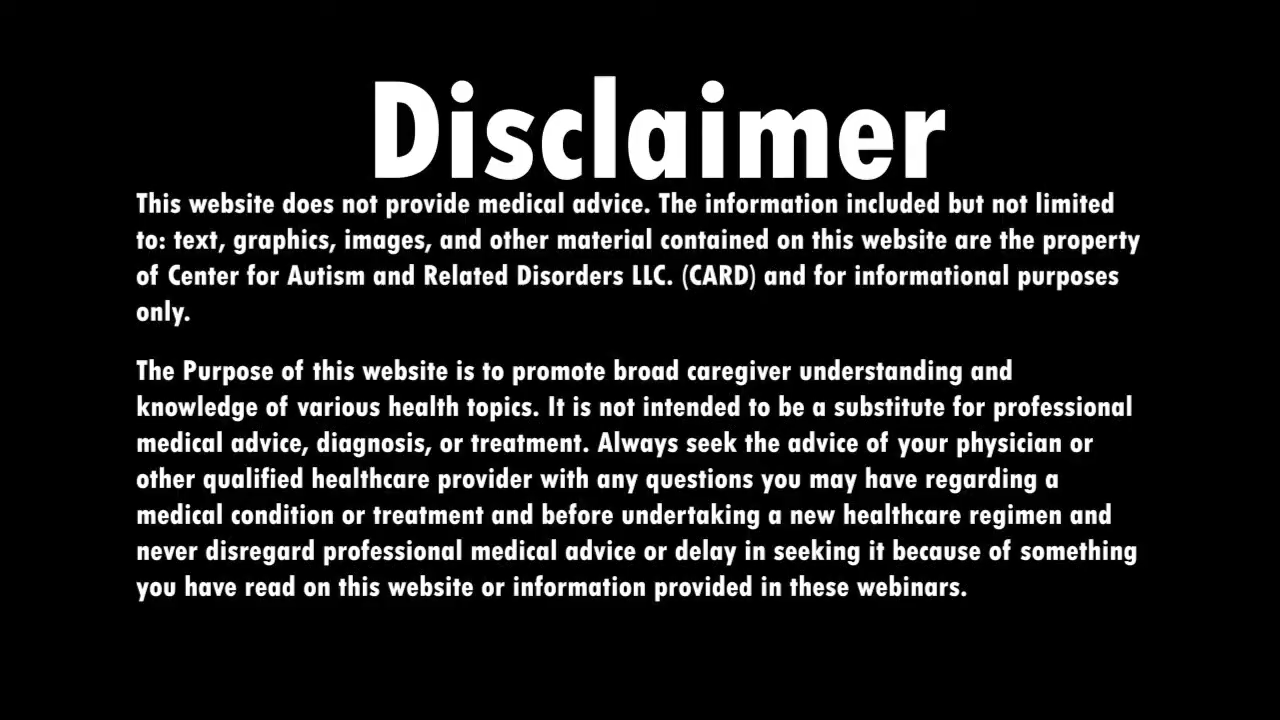 Disclaimer
This website does not provide medical advice. The information included but not limited
to: text, graphics, images, and other material contained on this website are the property
of Center for Autism and Related Disorders LLC. (CARD) and for informational purposes
only.
The Purpose of this website is to promote broad caregiver understanding and
knowledge of various health topics. It is not intended to be a substitute for professional
medical advice, diagnosis, or treatment. Always seek the advice of your physician or
other qualified healthcare provider with any questions you may have regarding a
medical condition or treatment and before undertaking a new healthcare regimen and
never disregard professional medical advice or delay in seeking it because of something
you have read on this website or information provided in these webinars.